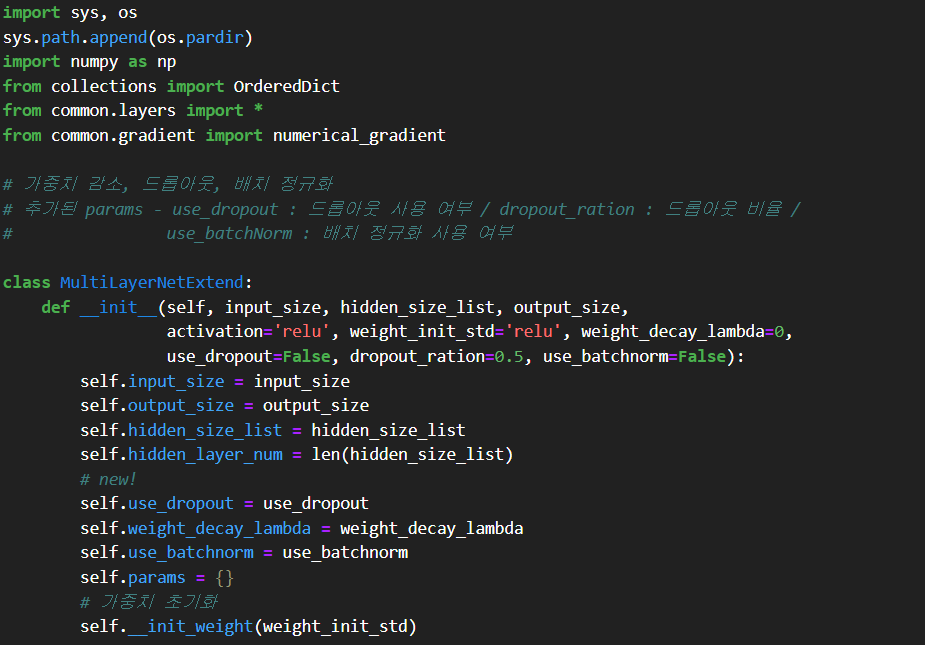 import sys, os
sys.path.append(os.pardir)
import numpy as np
from collections import OrderedDict
from common.layers import *
from common.gradient import numerical_gradient

# 가중치 감소, 드롭아웃, 배치 정규화
# 추가된 params - use_dropout : 드롭아웃 사용 여부 / dropout_ration : 드롭아웃 비율 /
#                use_batchNorm : 배치 정규화 사용 여부

class MultiLayerNetExtend:
    def __init__(self, input_size, hidden_size_list, output_size,
                 activation='relu', weight_init_std='relu', weight_decay_lambda=0,
                 use_dropout=False, dropout_ration=0.5, use_batchnorm=False):
        self.input_size = input_size
        self.output_size = output_size
        self.hidden_size_list = hidden_size_list
        self.hidden_layer_num = len(hidden_size_list)
        # new!
        self.use_dropout = use_dropout
        self.weight_decay_lambda = weight_decay_lambda
        self.use_batchnorm = use_batchnorm
        self.params = {}
        # 가중치 초기화
        self.__init_weight(weight_init_std)